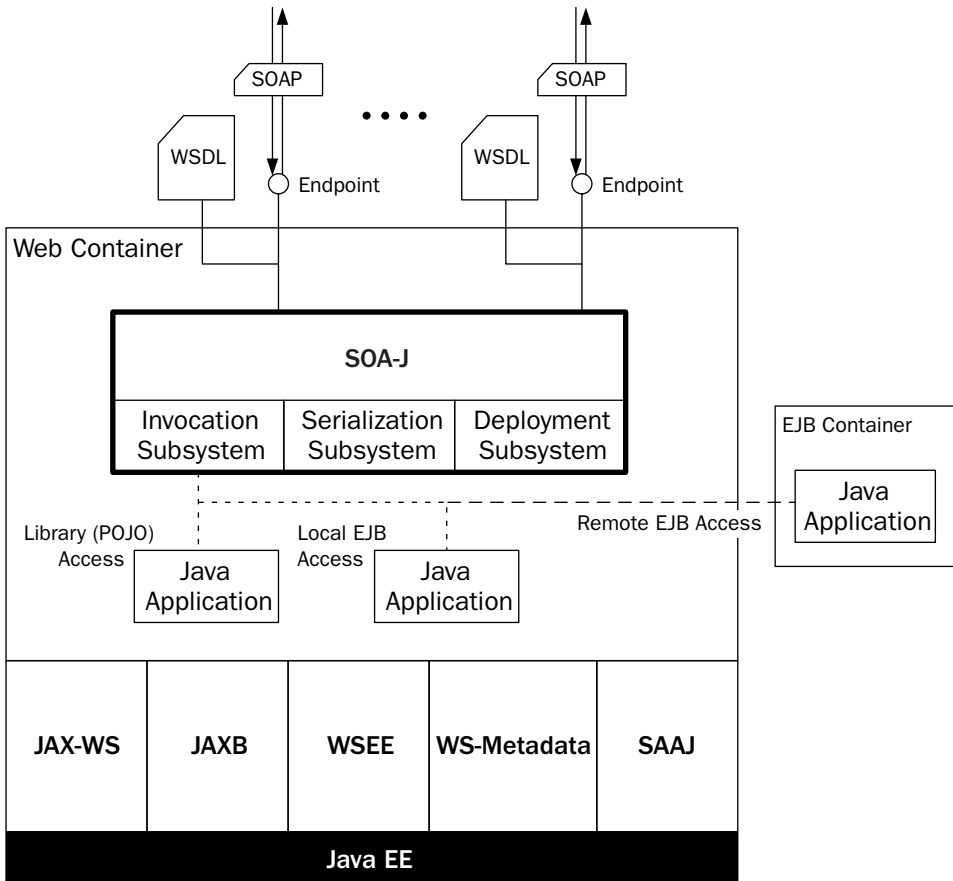 SOAP
SOAP
WSDL
WSDL
Endpoint
Endpoint
Web Container
SOA-J
Invocation
Subsystem
Serialization
Subsystem
Deployment
Subsystem
EJB Container
Java
Application
Remote EJB Access
Library (POJO)
Access
Java
Application
Local EJB
Access
Java
Application
JAX-WS
JAXB
WSEE
WS-Metadata
SAAJ
Java EE